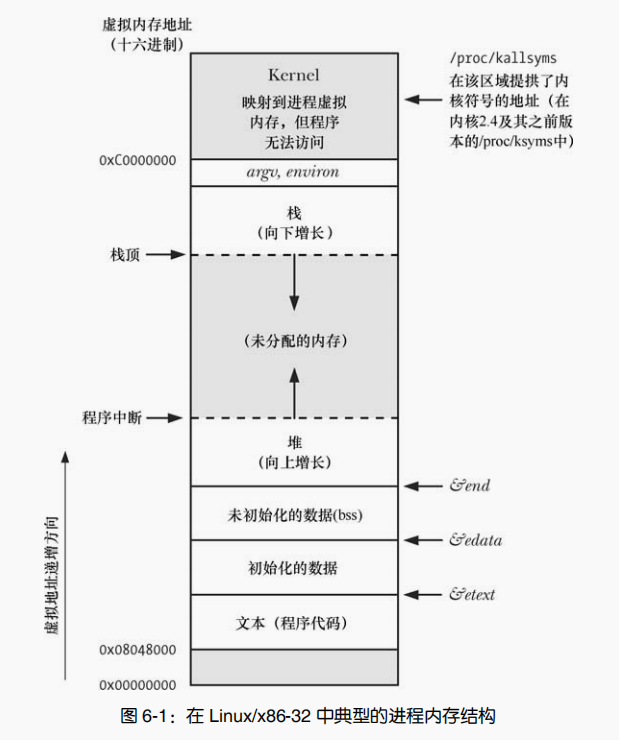 虚拟内存地址
(十六进制)
/proc/kallsyms
在该区域提供了内
核符号的地址（在
内核2.4及其之前版
本的/proc/ksyms中）
Kernel
映射到进程虚拟
内存，但程序
无法访问
0xC0000000
argv, environ
栈
(向下增长)
栈顶
(未分配的内存)
程序中断
堆
(向上增长)
&end
未初始化的数据(bss)
&edata
初始化的数据
&etext
文本（程序代码）
虚拟地址递增方向
0x08048000
0x00000000
图 6-1：在 Linux/x86-32 中典型的进程内存结构